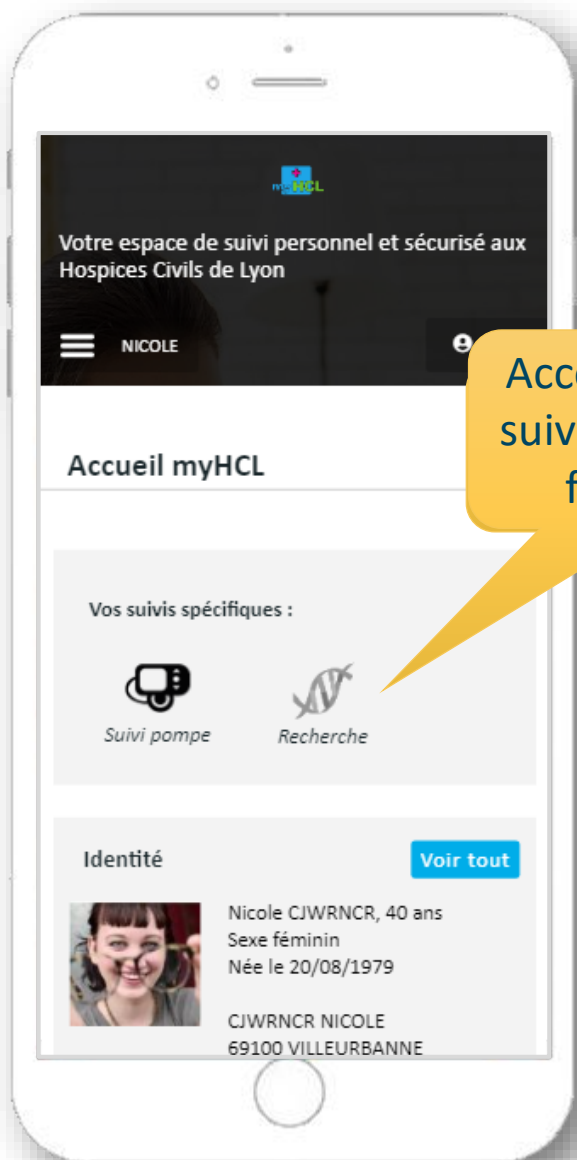 myHCL
Votre espace de suivi personnel et sécurisé aux
Hospices Civils de Lyon
NICOLE
Accueil myHCL
Vos suivis spécifiques :
Suivi pompe
Recherche
Identité
Voir tout
Nicole CJWRNCR, 40 ans
Sexe féminin
Née le 20/08/1979
CJWRNCR NICOLE
69100 VILLEURBANNE